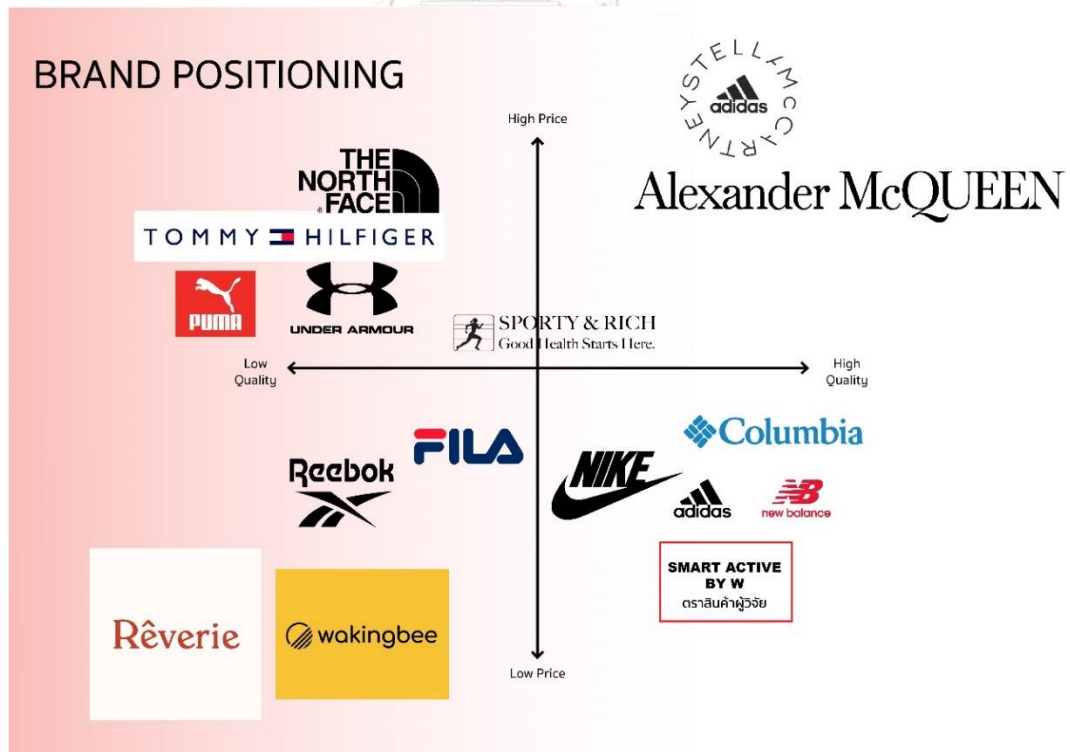 BRAND POSITIONING
STELLA McCARTNEY
adidas
High Price
Alexander McQUEEN
THE
NORTH
FACE
TOMMY HILFIGER
PUMA
UNDER ARMOUR
SPORTY & RICH
Good Health Starts Here.
Low
Quality
High
Quality
Columbia
FILA
Reebok
NIKE
adidas
NB
new balance
SMART ACTIVE
BY W
ตราสินค้าผู้วิจัย
Rêverie
wakingbee
Low Price